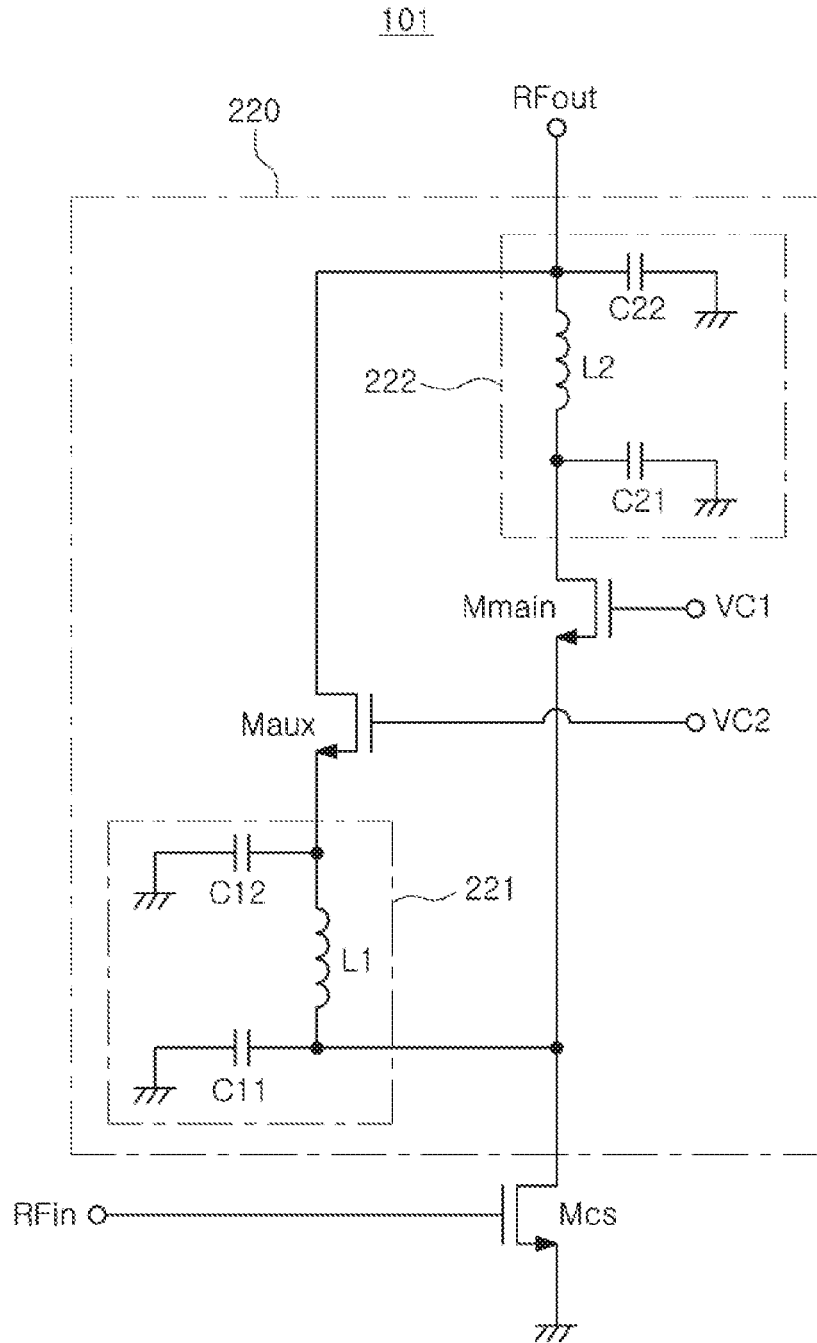 101
RFout
220
C22
L2
222
C21
Mmain
VC1
Maux
VC2
C12
221
L1
C11
RFin
Mcs